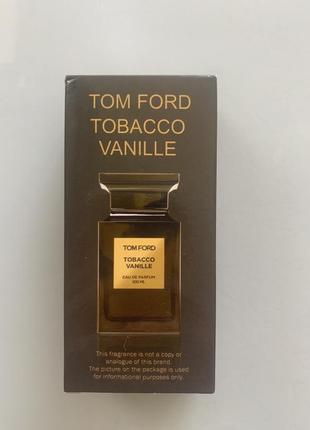 TOM FORD
TOBACCO
VANILLE
TOM FORD
TOBACCO
VANILLE
EAU DE PARFUM
100 ML
This fragrance is not a copy or
analogue of this brand.
The picture on the package is used
for informational purposes only.